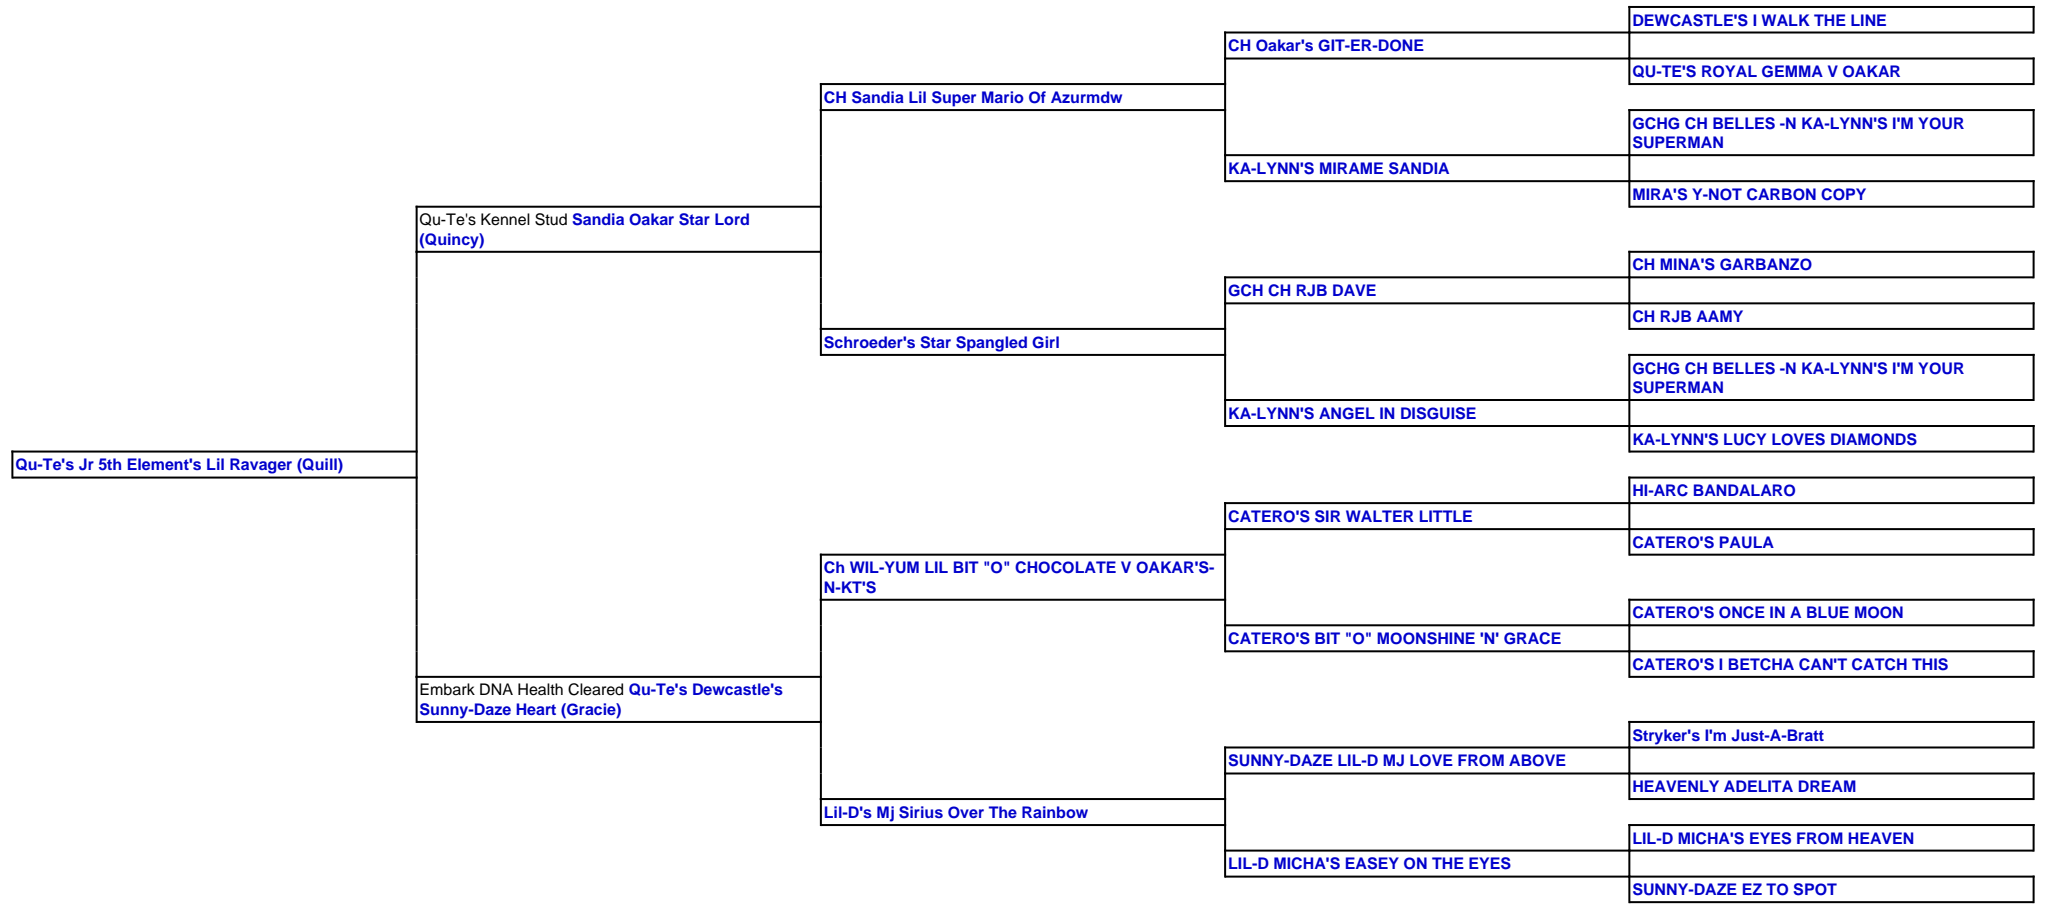 DEWCASTLE'S I WALK THE LINE
CH Oakar's GIT-ER-DONE
QU-TE'S ROYAL GEMMA V OAKAR
CH Sandia Lil Super Mario Of Azurmdw
GCHG CH BELLES -N KA-LYNN'S I'M YOUR
SUPERMAN
KA-LYNN'S MIRAME SANDIA
MIRA'S Y-NOT CARBON COPY
Qu-Te's Kennel Stud Sandia Oakar Star Lord
(Quincy)
CH MINA'S GARBANZO
GCH CH RJB DAVE
CH RJB AAMY
Schroeder's Star Spangled Girl
GCHG CH BELLES -N KA-LYNN'S I'M YOUR
SUPERMAN
KA-LYNN'S ANGEL IN DISGUISE
KA-LYNN'S LUCY LOVES DIAMONDS
Qu-Te's Jr 5th Element's Lil Ravager (Quill)
HI-ARC BANDALARO
CATERO'S SIR WALTER LITTLE
CATERO'S PAULA
Ch WIL-YUM LIL BIT "O" CHOCOLATE V OAKAR'S-
N-KT'S
CATERO'S ONCE IN A BLUE MOON
CATERO'S BIT "O" MOONSHINE 'N' GRACE
CATERO'S I BETCHA CAN'T CATCH THIS
Embark DNA Health Cleared Qu-Te's Dewcastle's
Sunny-Daze Heart (Gracie)
Stryker's I'm Just-A-Bratt
SUNNY-DAZE LIL-D MJ LOVE FROM ABOVE
HEAVENLY ADELITA DREAM
Lil-D's Mj Sirius Over The Rainbow
LIL-D MICHA'S EYES FROM HEAVEN
LIL-D MICHA'S EASEY ON THE EYES
SUNNY-DAZE EZ TO SPOT